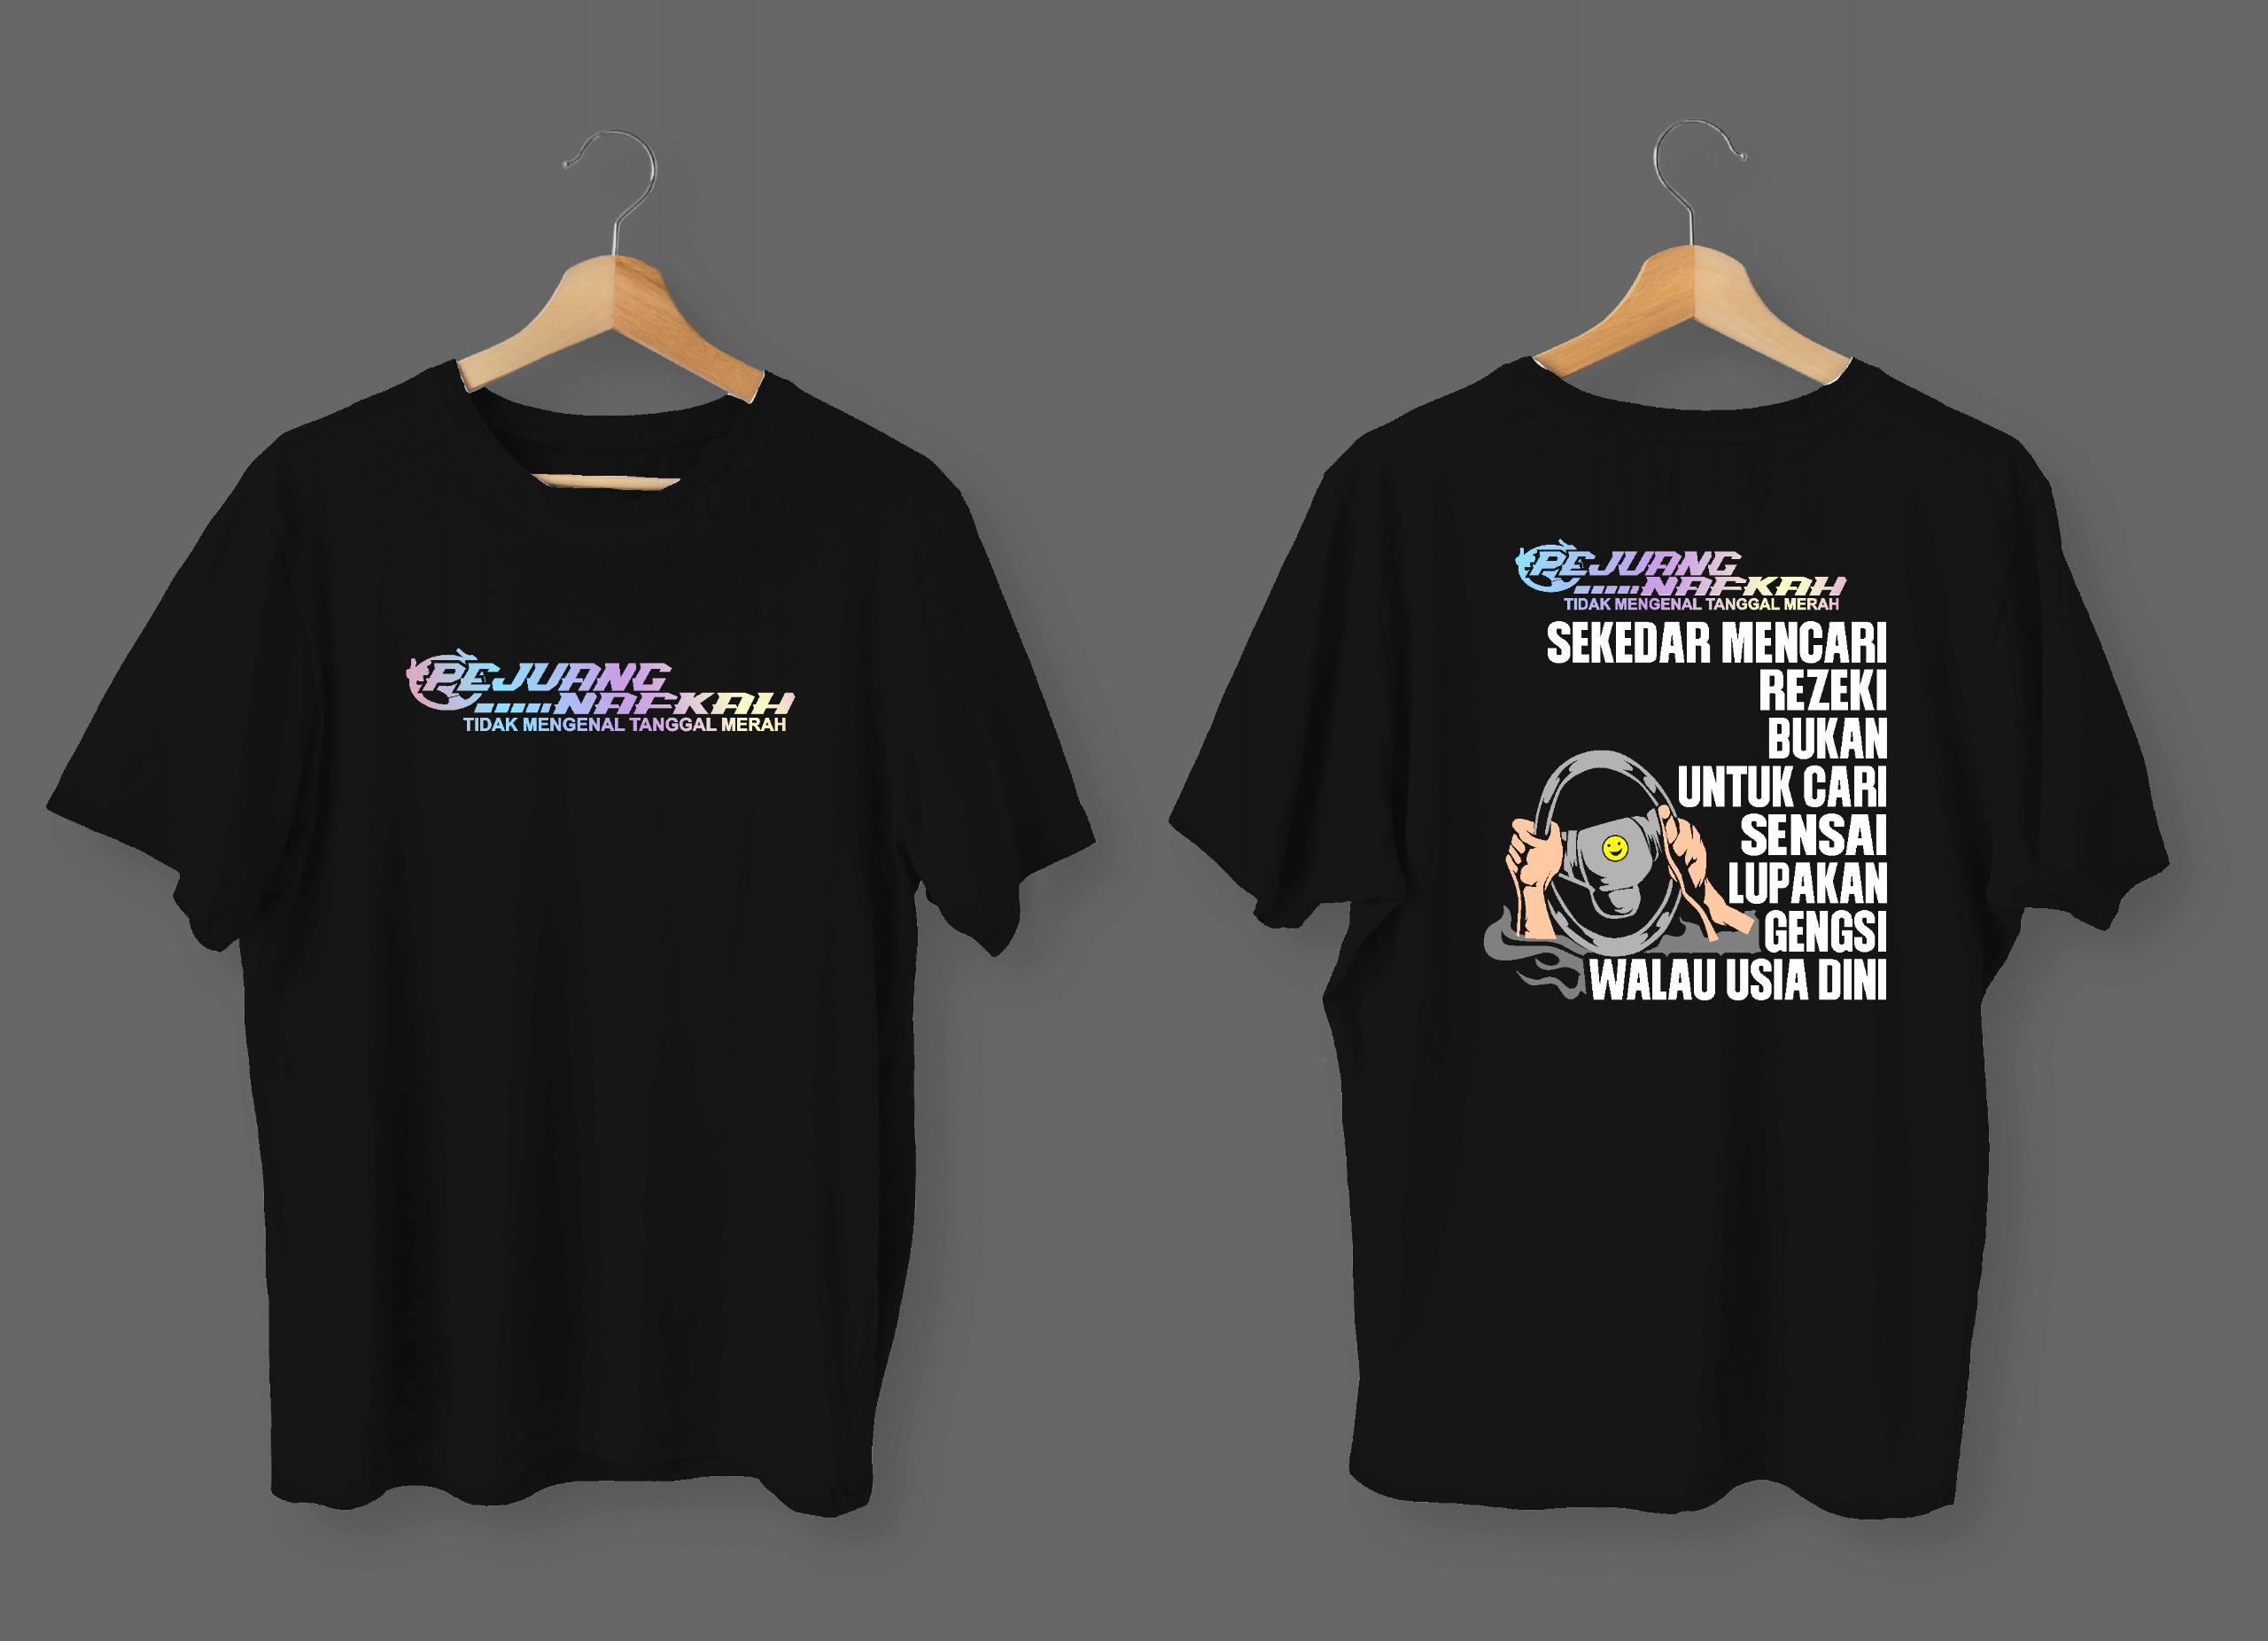 PEJUANG
NAFKAH
TIDAK MENGENAL TANGGAL MERAH
PEJUANG
NAFKAH
TIDAK MENGENAL TANGGAL MERAH
SEKEDAR MENCARI
REZEKI
BUKAN
UNTUK CARI
SENSAI
LUPAKAN
GENGSI
WALAU USIA DINI